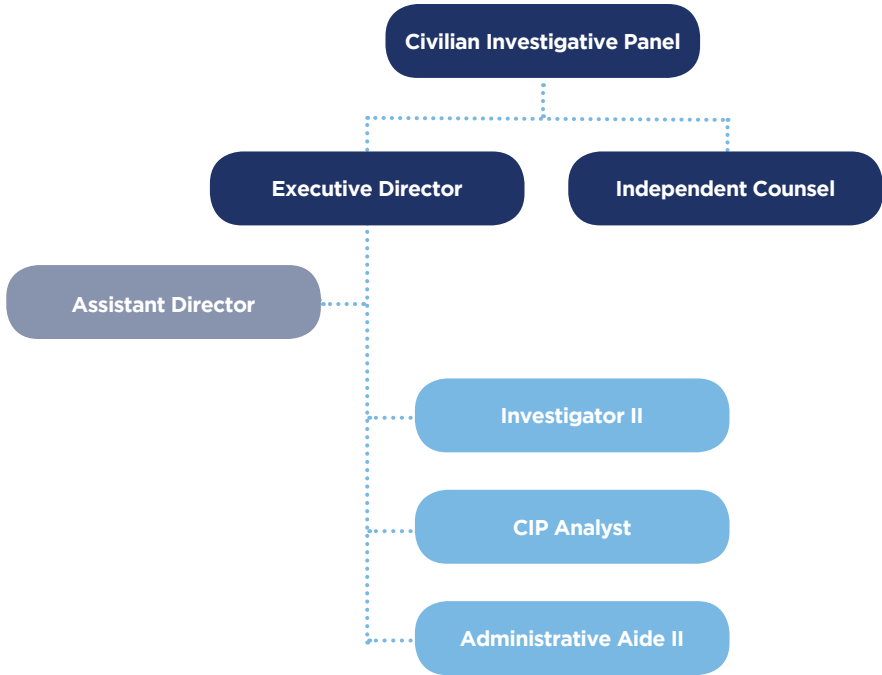 Civilian Investigative Panel
Executive Director
Independent Counsel
Assistant Director
Investigator II
CIP Analyst
Administrative Aide II